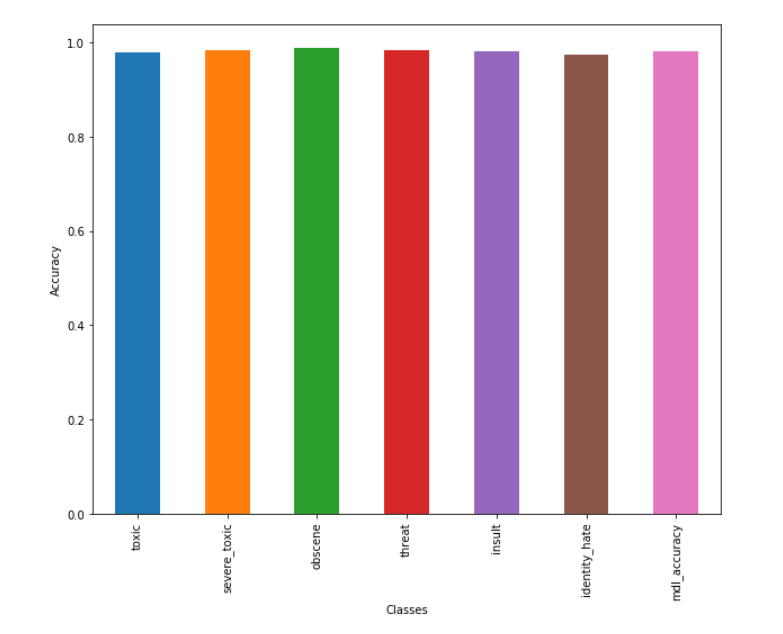 1.0
0.8
0.6
0.4
0.2
0.0
Accuracy
toxic
severe_toxic
obscene
threat
insult
identity_hate
mdl_accuracy
Classes